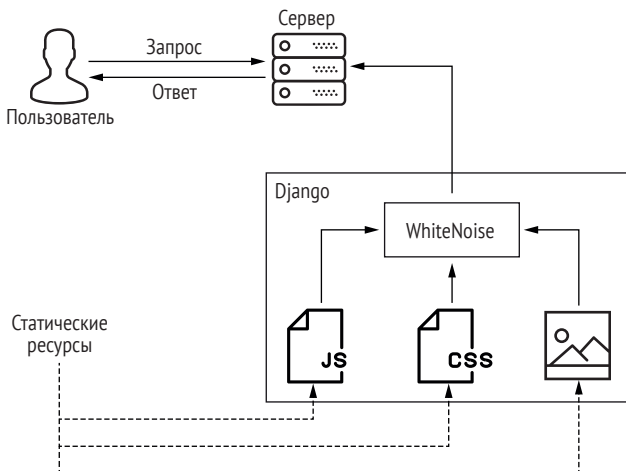 Сервер
Запрос
Ответ
Пользователь
Django
WhiteNoise
Статические
ресурсы
JS
CSS